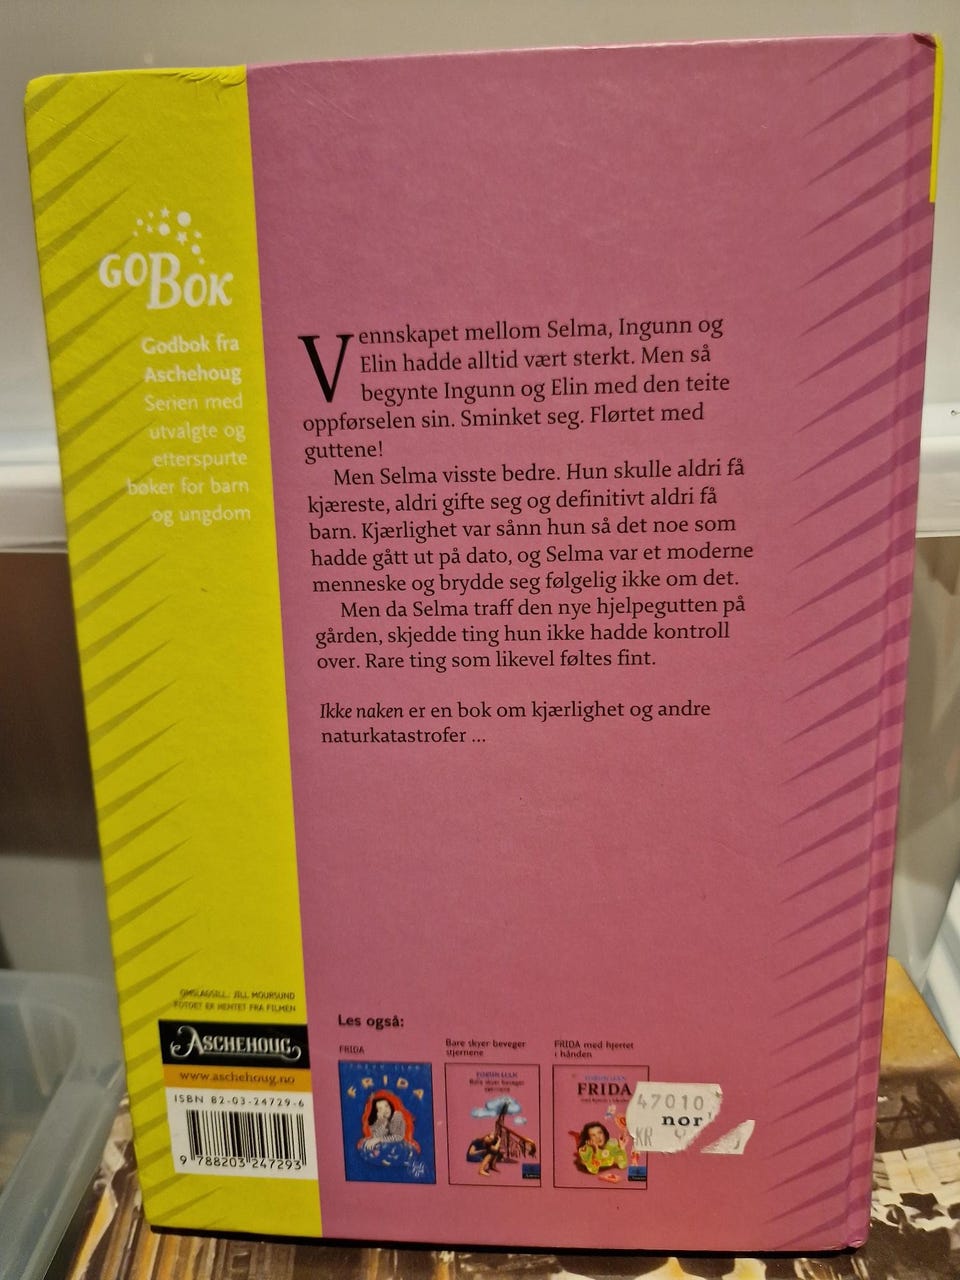 GOBOK
Godbok fra
Aschehoug
Serien med
utvalgte og
etterspurte
bøker for barn
og ungdom
Vennskapet mellom Selma, Ingunn og
Elin hadde alltid vært sterkt. Men så
begynte Ingunn og Elin med den teite
oppførselen sin. Sminket seg. Flørtet med
guttene!
Men Selma visste bedre. Hun skulle aldri få
kjæreste, aldri gifte seg og definitivt aldri få
barn. Kjærlighet var sånn hun så det noe som
hadde gått ut på dato, og Selma var et moderne
menneske og brydde seg følgelig ikke om det.
Men da Selma traff den nye hjelpegutten på
gården, skjedde ting hun ikke hadde kontroll
over. Rare ting som likevel føltes fint.
Ikke naken er en bok om kjærlighet og andre
naturkatastrofer ...
OMSLAGSILL: JILL MOURSUND
FOTOET ER HENTET FRA FILMEN
ASCHEHOUG
www.aschehoug.no
ISBN 82-03-24729-6
9 788203 247293
Les også:
FRIDA
Bare skyer beveger
stjernene
FRIDA med hjertet
i hånden
FRIDA
Bare skyer beveger
stjernene
FRIDA
47010
nor
KR